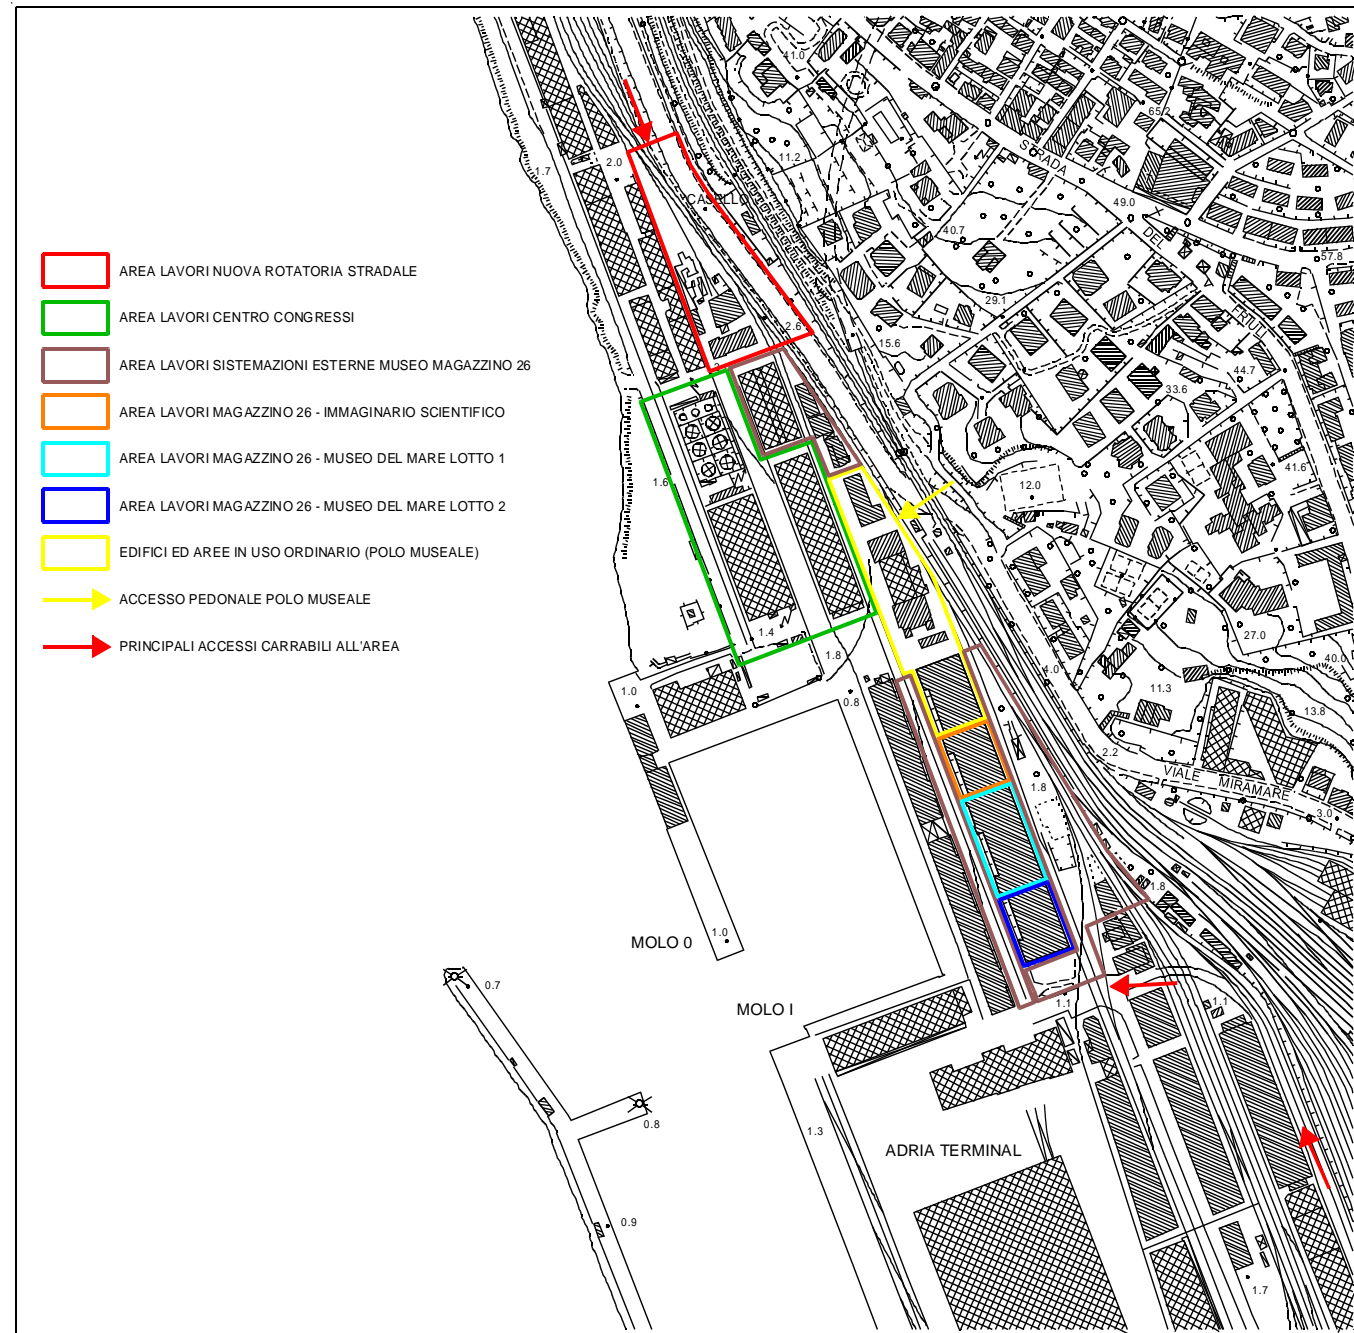 AREA LAVORI NUOVA ROTATORIA STRADALE
AREA LAVORI CENTRO CONGRESSI
AREA LAVORI SISTEMAZIONI ESTERNE MUSEO MAGAZZINO 26
AREA LAVORI MAGAZZINO 26 - IMMAGINARIO SCIENTIFICO
AREA LAVORI MAGAZZINO 26 - MUSEO DEL MARE LOTTO 1
AREA LAVORI MAGAZZINO 26 - MUSEO DEL MARE LOTTO 2
EDIFICI ED AREE IN USO ORDINARIO (POLO MUSEALE)
ACCESSO PEDONALE POLO MUSEALE
PRINCIPALI ACCESSI CARRABILI ALL'AREA
41.0
65.2
STRADA
11.2
2.0
1.7
CASELLO
49.0
DEL
40.7
57.8
29.1
FRIULI
2.6
15.6
44.7
33.6
41.6
1.6
12.0
1.4
1.8
27.0
40.0
4.0
11.3
1.0
0.8
13.8
2.2
VIALE MIRAMARE
1.8
3.0
1.8
MOLO 0
1.0
0.7
MOLO I
1.1
1.1
0.8
1.3
ADRIA TERMINAL
0.9
1.7